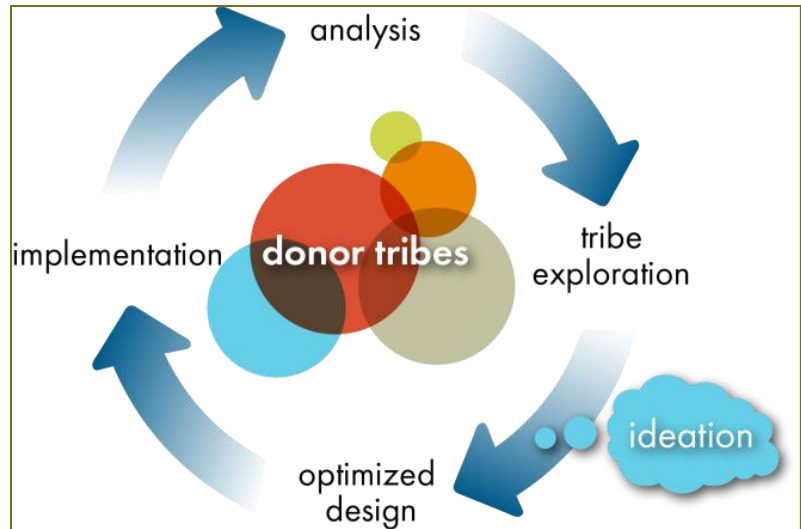 analysis
implementation
donor tribes
tribe
exploration
ideation
optimized
design